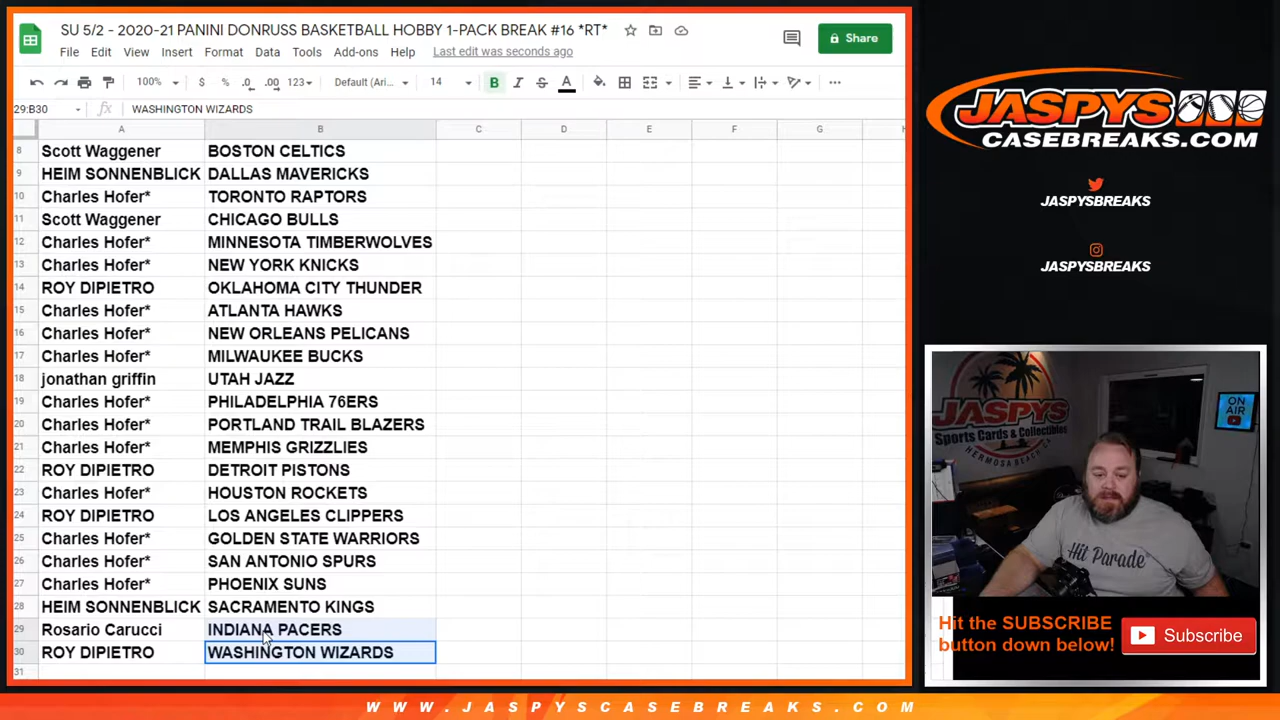 SU 5/2 - 2020-21 PANINI DONRUSS BASKETBALL HOBBY 1-PACK BREAK #16 *RT*
File Edit View Insert Format Data Tools Add-ons Help Last edit was seconds ago
Share
100% $ % .0 .00 123 Default (Ari... 14 B I S A
29:B30 fx WASHINGTON WIZARDS
A B C D E F G H
8 Scott Waggener BOSTON CELTICS
9 HEIM SONNENBLICK DALLAS MAVERICKS
10 Charles Hofer* TORONTO RAPTORS
11 Scott Waggener CHICAGO BULLS
12 Charles Hofer* MINNESOTA TIMBERWOLVES
13 Charles Hofer* NEW YORK KNICKS
14 ROY DIPIETRO OKLAHOMA CITY THUNDER
15 Charles Hofer* ATLANTA HAWKS
16 Charles Hofer* NEW ORLEANS PELICANS
17 Charles Hofer* MILWAUKEE BUCKS
18 jonathan griffin UTAH JAZZ
19 Charles Hofer* PHILADELPHIA 76ERS
20 Charles Hofer* PORTLAND TRAIL BLAZERS
21 Charles Hofer* MEMPHIS GRIZZLIES
22 ROY DIPIETRO DETROIT PISTONS
23 Charles Hofer* HOUSTON ROCKETS
24 ROY DIPIETRO LOS ANGELES CLIPPERS
25 Charles Hofer* GOLDEN STATE WARRIORS
26 Charles Hofer* SAN ANTONIO SPURS
27 Charles Hofer* PHOENIX SUNS
28 HEIM SONNENBLICK SACRAMENTO KINGS
29 Rosario Carucci INDIANA PACERS
30 ROY DIPIETRO WASHINGTON WIZARDS
31
JASPYS
CASEBREAKS.COM
JASPYSBREAKS
JASPYSBREAKS
JASPYS
Sports Cards & Collectibles
HERMOSA BEACH
ON AIR
Hit Parade
Hit the SUBSCRIBE
button down below!
Subscribe
WWW.JASPYSCASEBREAKS.COM